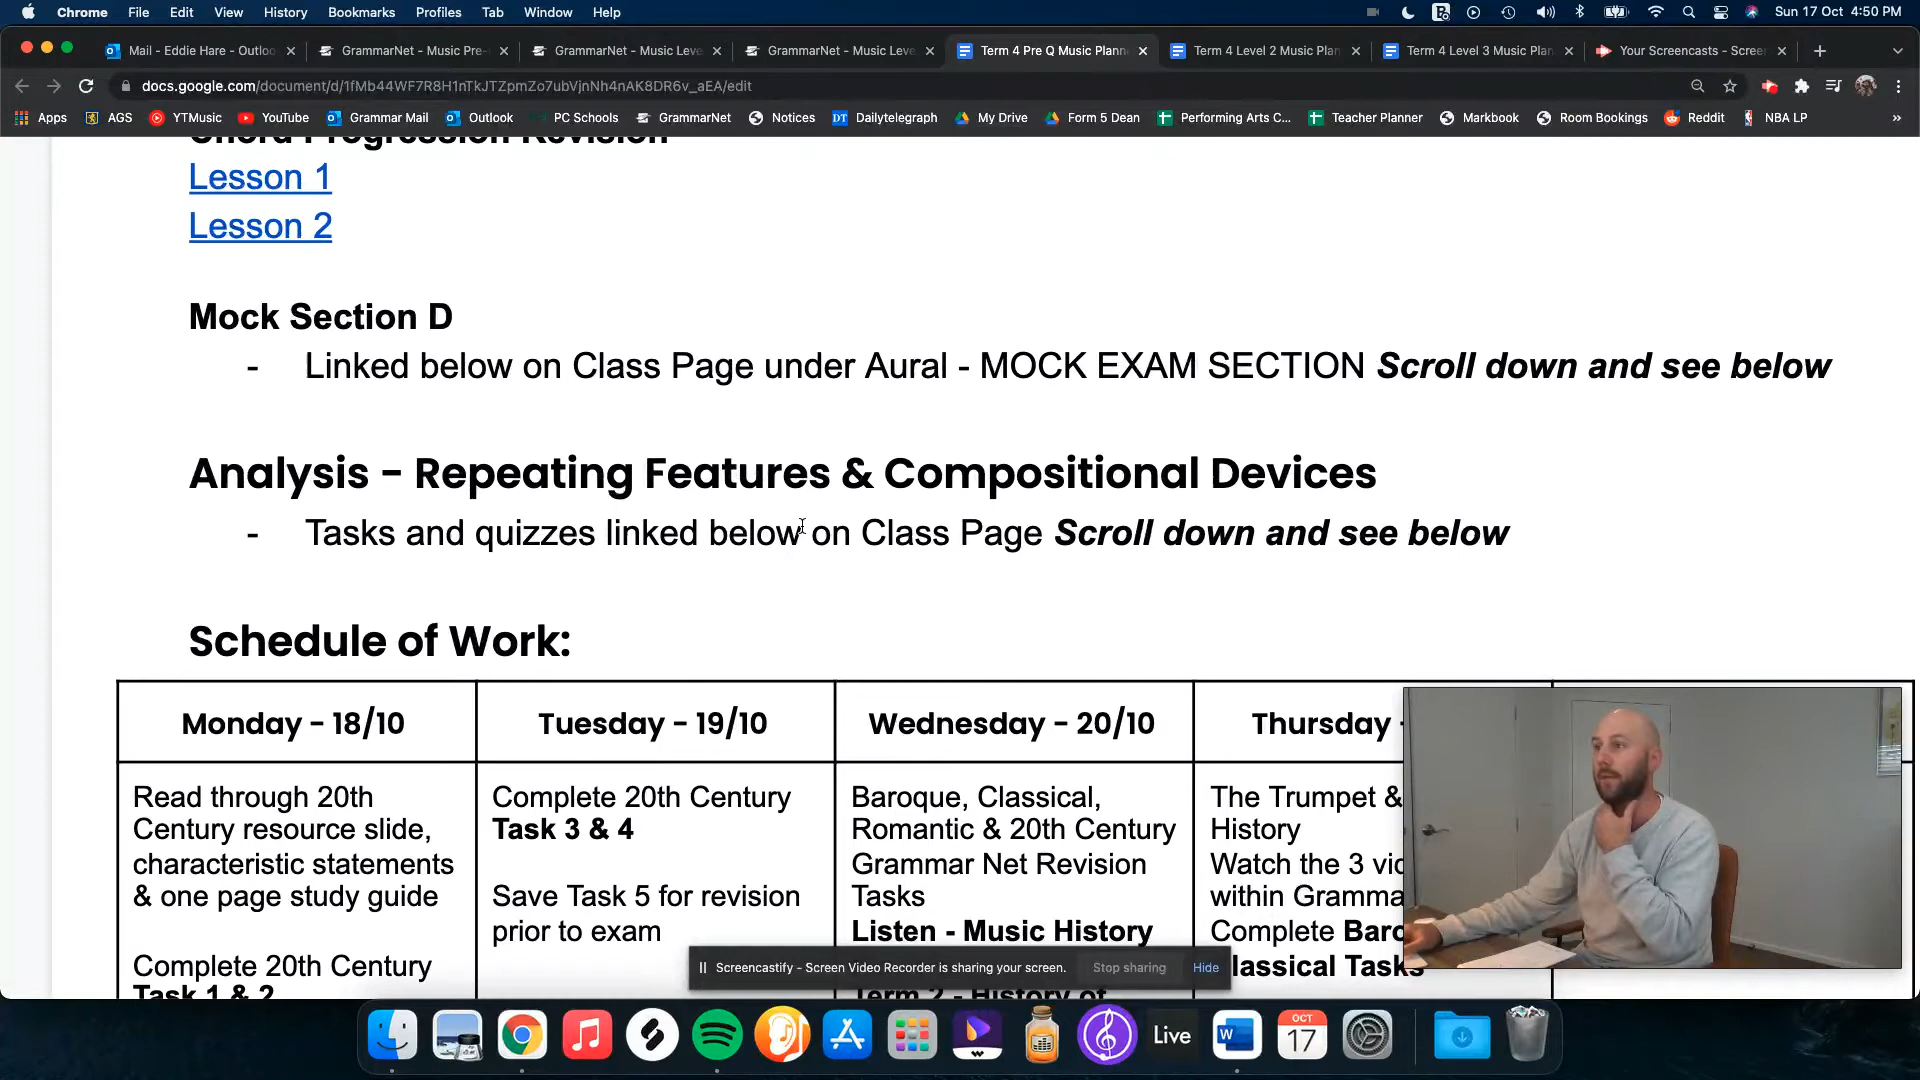 Chrome File Edit View History Bookmarks Profiles Tab Window Help
Sun 17 Oct 4:50 PM
Mail - Eddie Hare - Outloo
GrammarNet - Music Pre-
GrammarNet - Music Leve
GrammarNet - Music Leve
Term 4 Pre Q Music Plann
Term 4 Level 2 Music Plan
Term 4 Level 3 Music Plan
Your Screencasts - Screen
docs.google.com/document/d/1fMb44WF7R8H1nTkJTZpmZo7ubVjnNh4nAK8DR6v_aEA/edit
Apps AGS YTMusic YouTube Grammar Mail Outlook PC Schools GrammarNet Notices Dailytelegraph My Drive Form 5 Dean Performing Arts C... Teacher Planner Markbook Room Bookings Reddit NBA LP
Chord Progression Revision
Lesson 1
Lesson 2
Mock Section D
- Linked below on Class Page under Aural - MOCK EXAM SECTION Scroll down and see below
Analysis - Repeating Features & Compositional Devices
- Tasks and quizzes linked below on Class Page Scroll down and see below
Schedule of Work:
Monday - 18/10
Tuesday - 19/10
Wednesday - 20/10
Thursday -
Read through 20th
Century resource slide,
characteristic statements
& one page study guide
Complete 20th Century
Task 1 & 2
Complete 20th Century
Task 3 & 4
Save Task 5 for revision
prior to exam
Baroque, Classical,
Romantic & 20th Century
Grammar Net Revision
Tasks
Listen - Music History
Term 2 - History of
The Trumpet &
History
Watch the 3 vic
within Gramma
Complete Baro
lassical Tasks
Screencastify - Screen Video Recorder is sharing your screen. Stop sharing Hide
Live
W
OCT
17